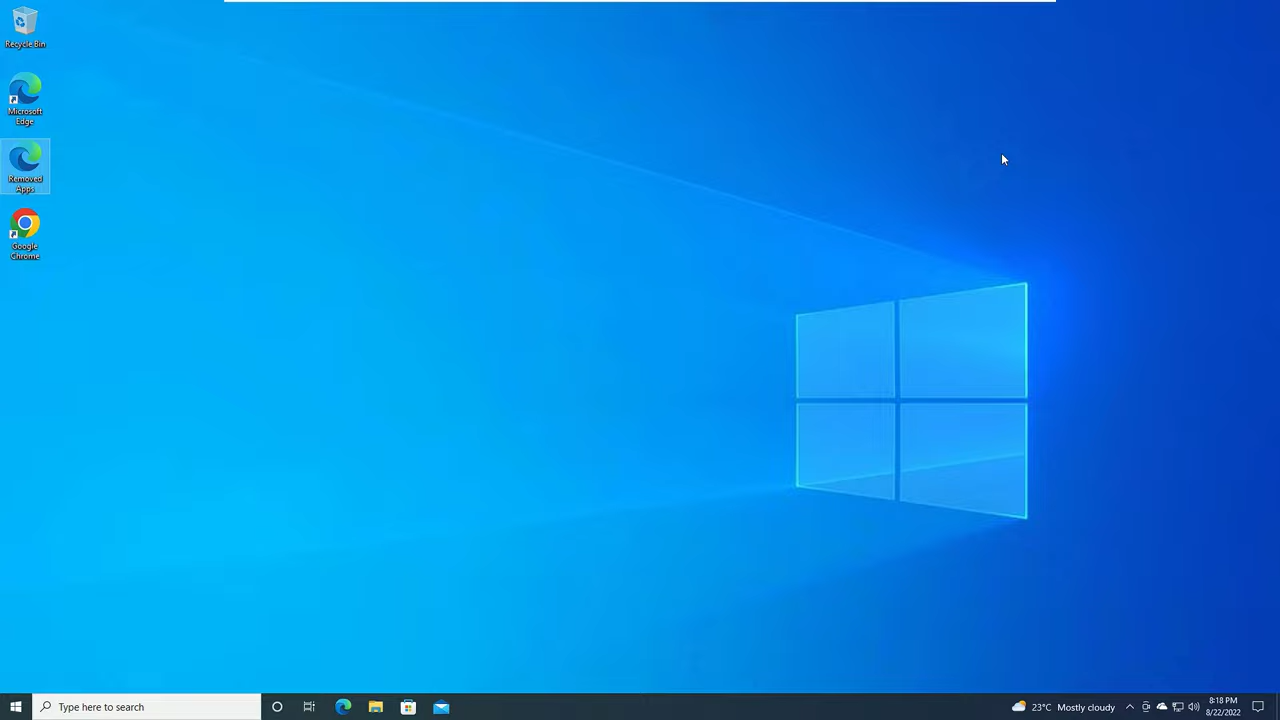 Recycle Bin
Microsoft
Edge
Removed
Apps
Google
Chrome
Type here to search
23°C Mostly cloudy
8:18 PM
8/22/2022